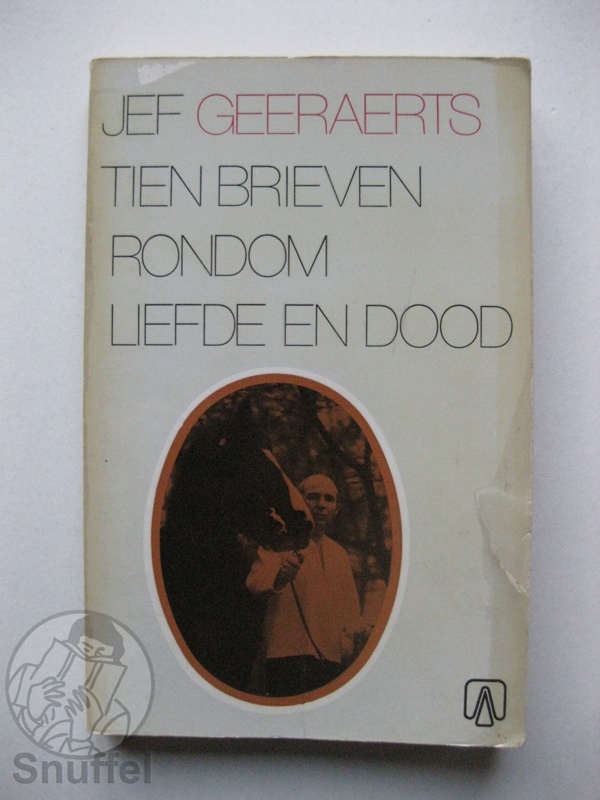 JEF GEERAERTS
TIEN BRIEVEN
RONDOM
LIEFDE EN DOOD
Snuffel